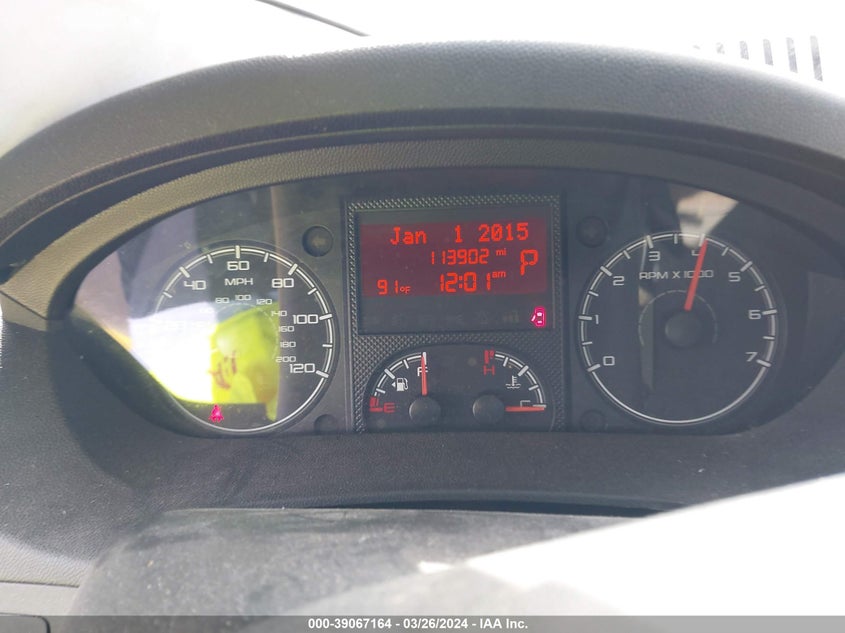 Jan 1 2015
113902 mi
P
91°F
12:01 am
40 60 80 100 120
MPH
80 100 120 140 160 180 200
F
E
H
C
0 1 2 3 4 5 6 7
RPM X 1000
000-39067164 - 03/26/2024 - IAA Inc.